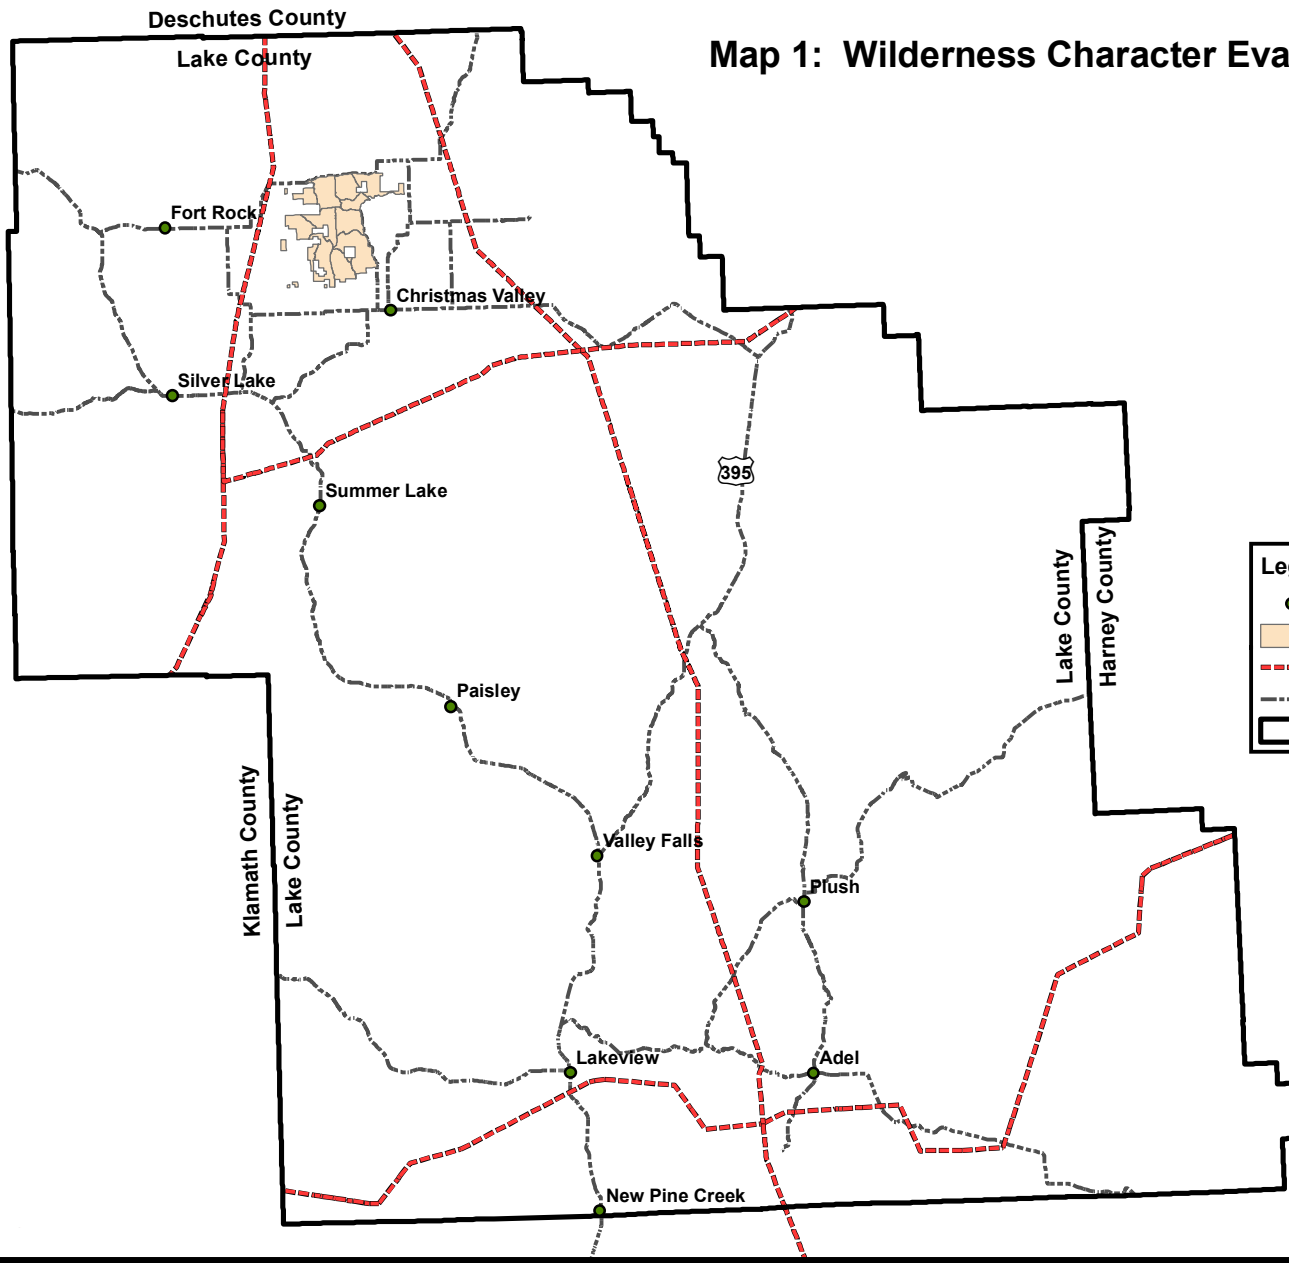 Deschutes County
Lake County
Map 1: Wilderness Character Eva
Fort Rock
Christmas Valley
Silver Lake
395
Summer Lake
Lake County
Harney County
Leg
Paisley
Klamath County
Lake County
Valley Falls
Plush
Lakeview
Adel
New Pine Creek